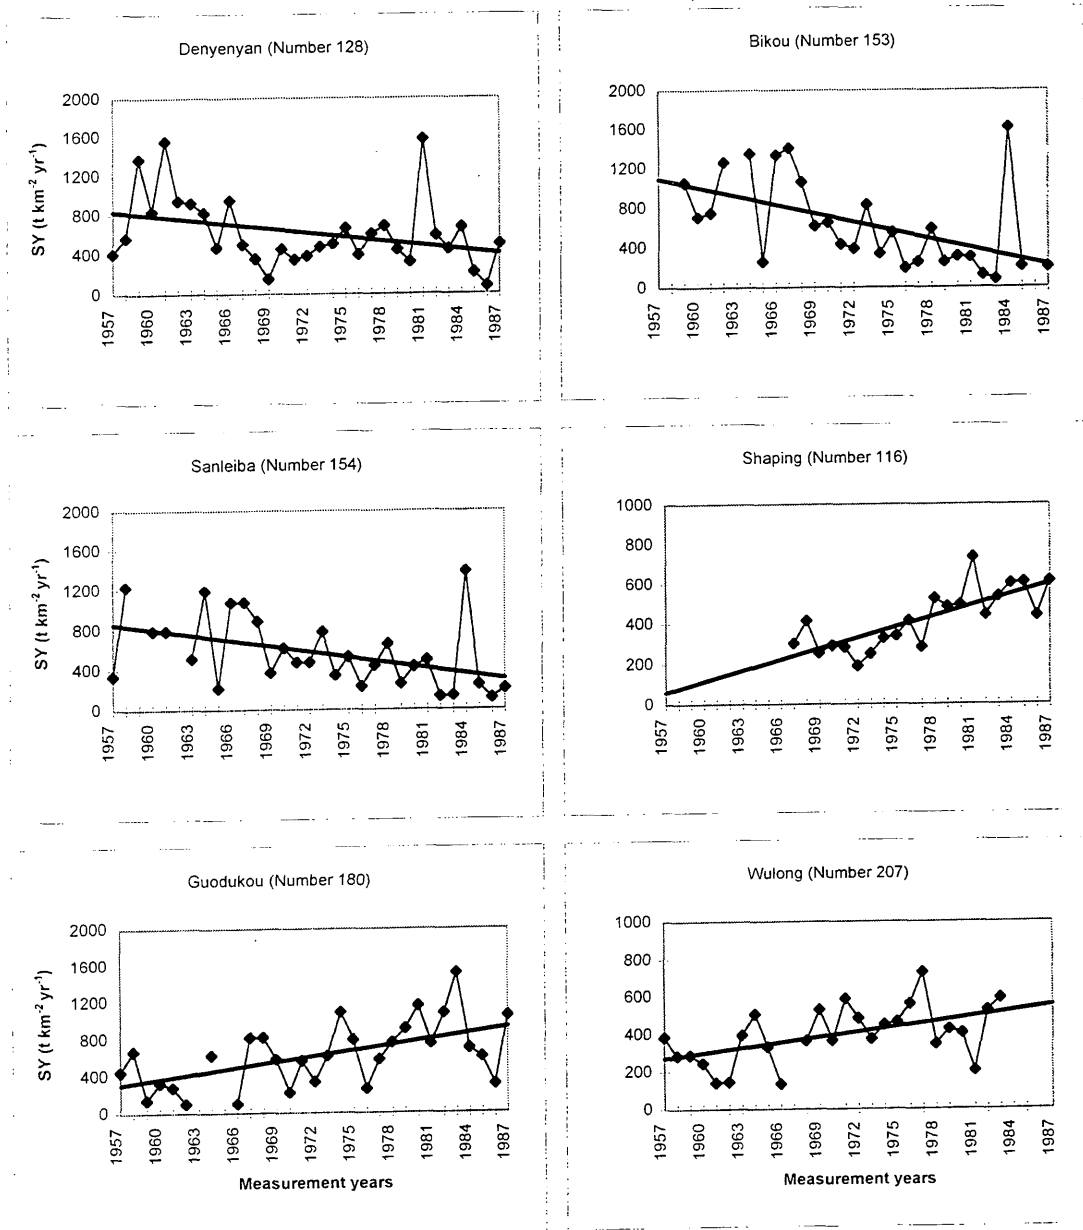 Denyenyan (Number 128)
SY (t km⁻² yr⁻¹)
2000
1600
1200
800
400
0
1957 1960 1963 1966 1969 1972 1975 1978 1981 1984 1987
Bikou (Number 153)
2000
1600
1200
800
400
0
1957 1960 1963 1966 1969 1972 1975 1978 1981 1984 1987
Sanleiba (Number 154)
SY (t km⁻² yr⁻¹)
2000
1600
1200
800
400
0
1957 1960 1963 1966 1969 1972 1975 1978 1981 1984 1987
Shaping (Number 116)
1000
800
600
400
200
0
1957 1960 1963 1966 1969 1972 1975 1978 1981 1984 1987
Guodukou (Number 180)
SY (t km⁻² yr⁻¹)
2000
1600
1200
800
400
0
1957 1960 1963 1966 1969 1972 1975 1978 1981 1984 1987
Measurement years
Wulong (Number 207)
1000
800
600
400
200
0
1957 1960 1963 1966 1969 1972 1975 1978 1981 1984 1987
Measurement years